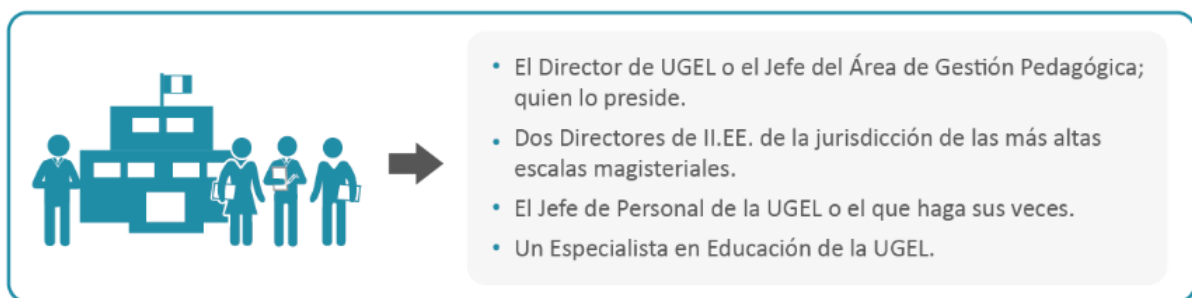 • El Director de UGEL o el Jefe del Área de Gestión Pedagógica;
quien lo preside.
• Dos Directores de II.EE. de la jurisdicción de las más altas
escalas magisteriales.
• El Jefe de Personal de la UGEL o el que haga sus veces.
• Un Especialista en Educación de la UGEL.